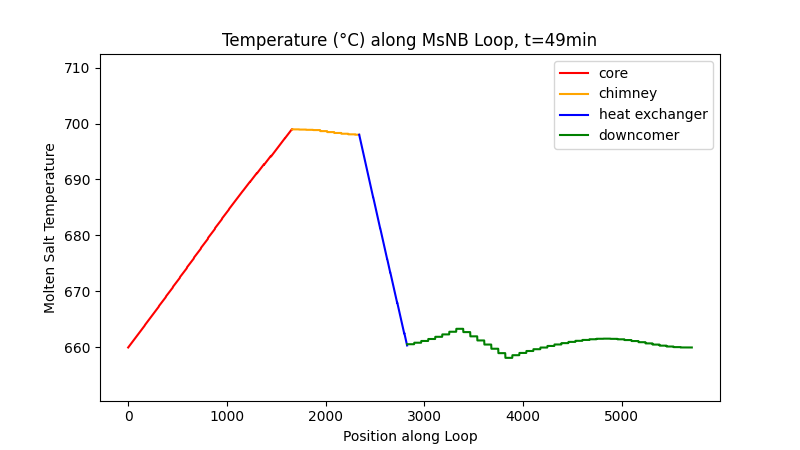 Temperature (°C) along MsNB Loop, t=49min
Molten Salt Temperature
710
700
690
680
670
660
core
chimney
heat exchanger
downcomer
0
1000
2000
3000
4000
5000
Position along Loop